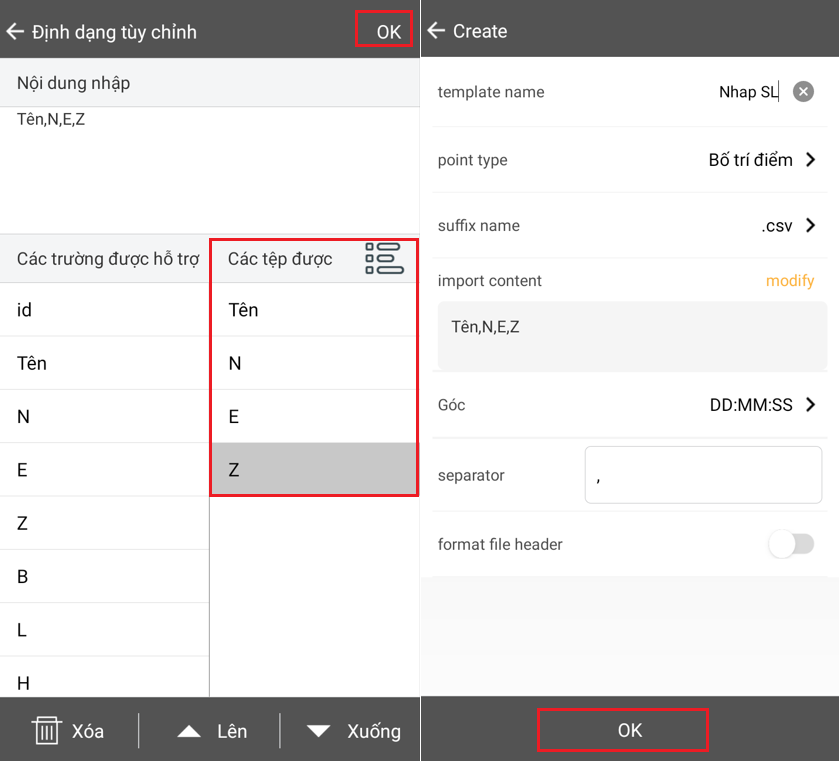 Định dạng tùy chỉnh
OK
Nội dung nhập
Tên,N,E,Z
Các trường được hỗ trợ
id
Tên
N
E
Z
B
L
H
Các tệp được
Tên
N
E
Z
Xóa
Lên
Xuống
Create
template name
Nhap SL
point type
Bố trí điểm
suffix name
.csv
import content
modify
Tên,N,E,Z
Góc
DD:MM:SS
separator
,
format file header
OK